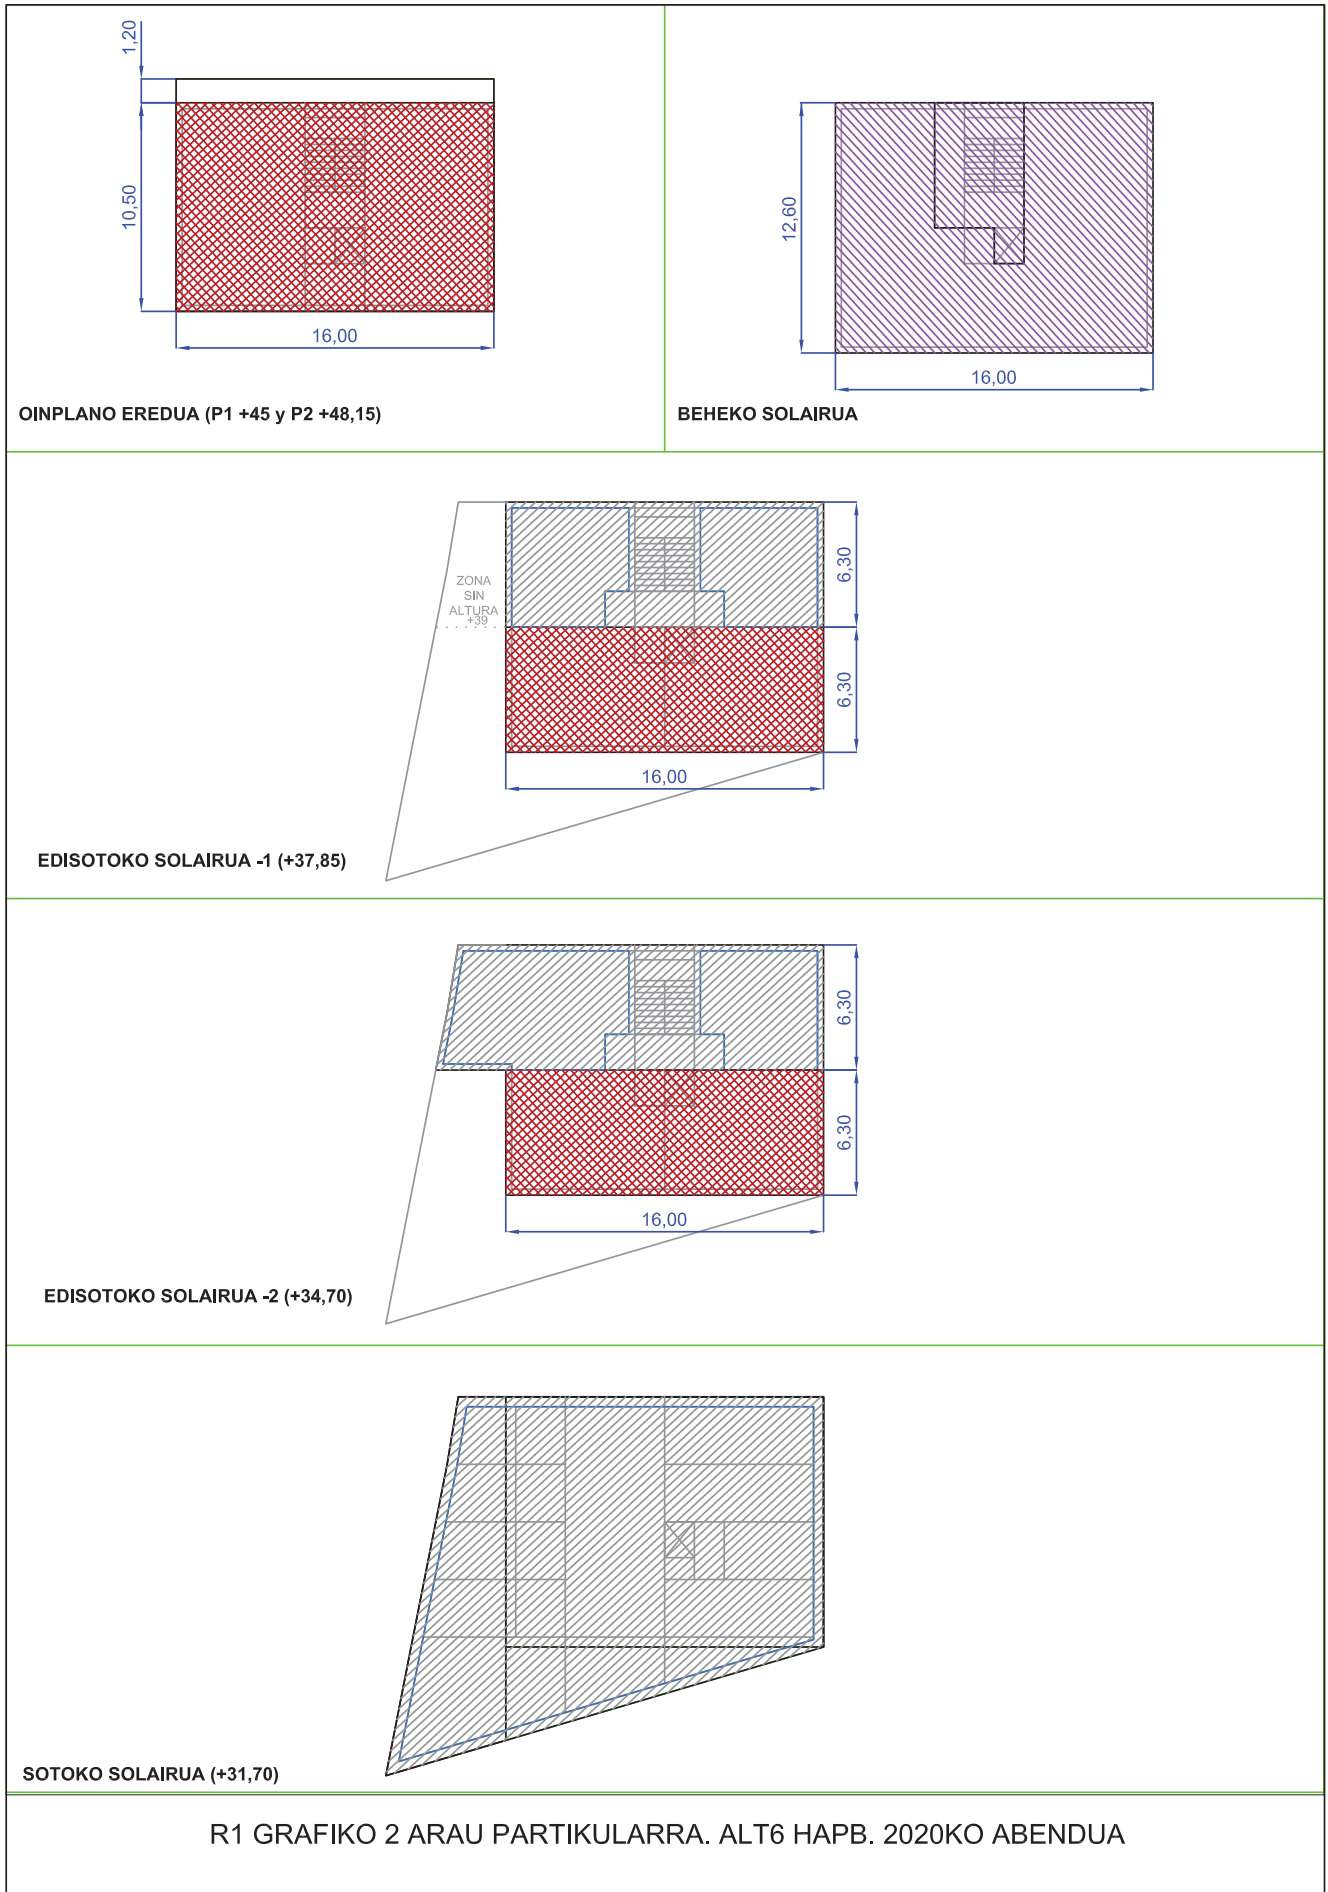 1,20
10,50
16,00
OINPLANO EREDUA (P1 +45 y P2 +48,15)
12,60
16,00
BEHEKO SOLAIRUA
ZONA
SIN
ALTURA
+39
6,30
6,30
16,00
EDISOTOKO SOLAIRUA -1 (+37,85)
6,30
6,30
16,00
EDISOTOKO SOLAIRUA -2 (+34,70)
SOTOKO SOLAIRUA (+31,70)
R1 GRAFIKO 2 ARAU PARTIKULARRA. ALT6 HAPB. 2020KO ABENDUA